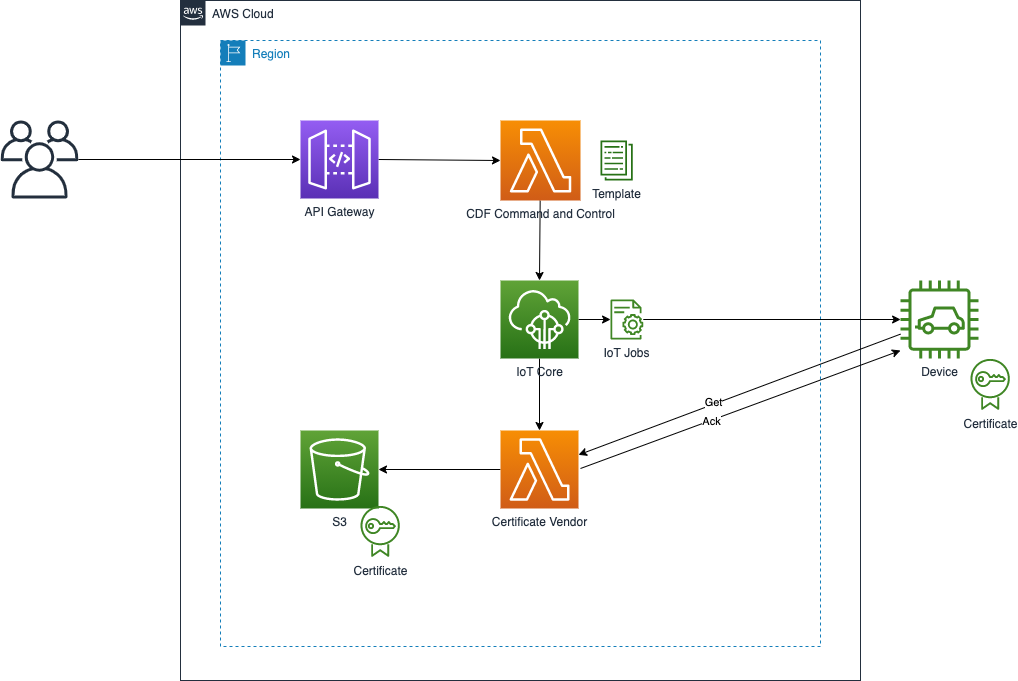 aws
AWS Cloud
Region
</>
API Gateway
CDF Command and Control
Template
IoT Core
IoT Jobs
Device
Certificate
Get
Ack
S3
Certificate
Certificate Vendor